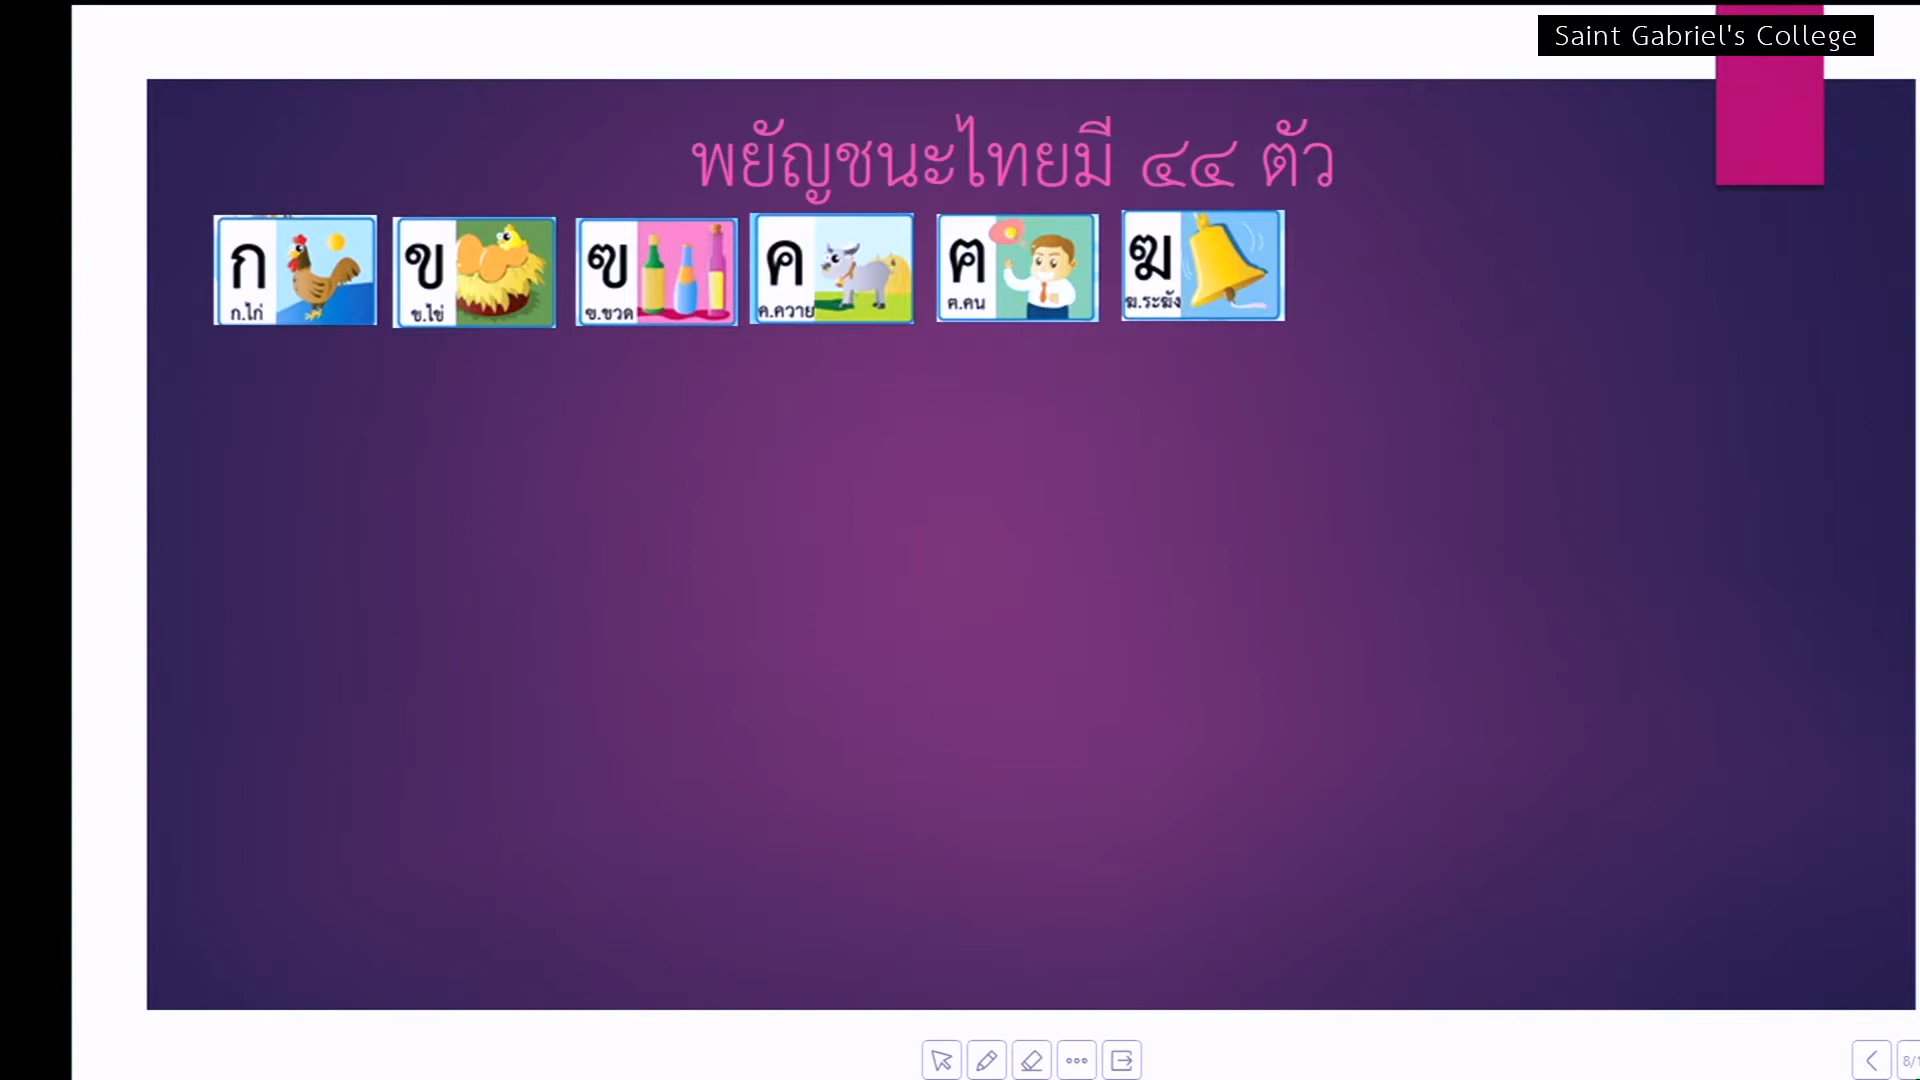 Saint Gabriel's College
พยัญชนะไทยมี ๔๔ ตัว
ก ข ฃ ค ฅ ฆ
ก.ไก่ ข.ไข่ ฃ.ขวด ค.ควาย ฅ.คน ฆ.ระฆัง